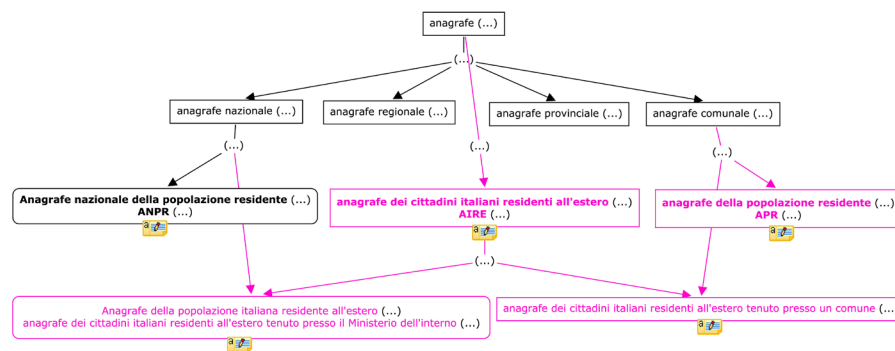 anagrafe (...)
(...)
anagrafe nazionale (...)
anagrafe regionale (...)
anagrafe provinciale (...)
anagrafe comunale (...)
(...)
(...)
(...)
Anagrafe nazionale della popolazione residente (...)
ANPR (...)
anagrafe dei cittadini italiani residenti all'estero (...)
AIRE (...)
anagrafe della popolazione residente (...)
APR (...)
(...)
Anagrafe della popolazione italiana residente all'estero (...)
anagrafe dei cittadini italiani residenti all'estero tenuto presso il Ministerio dell'interno (...)
anagrafe dei cittadini italiani residenti all'estero tenuto presso un comune (...